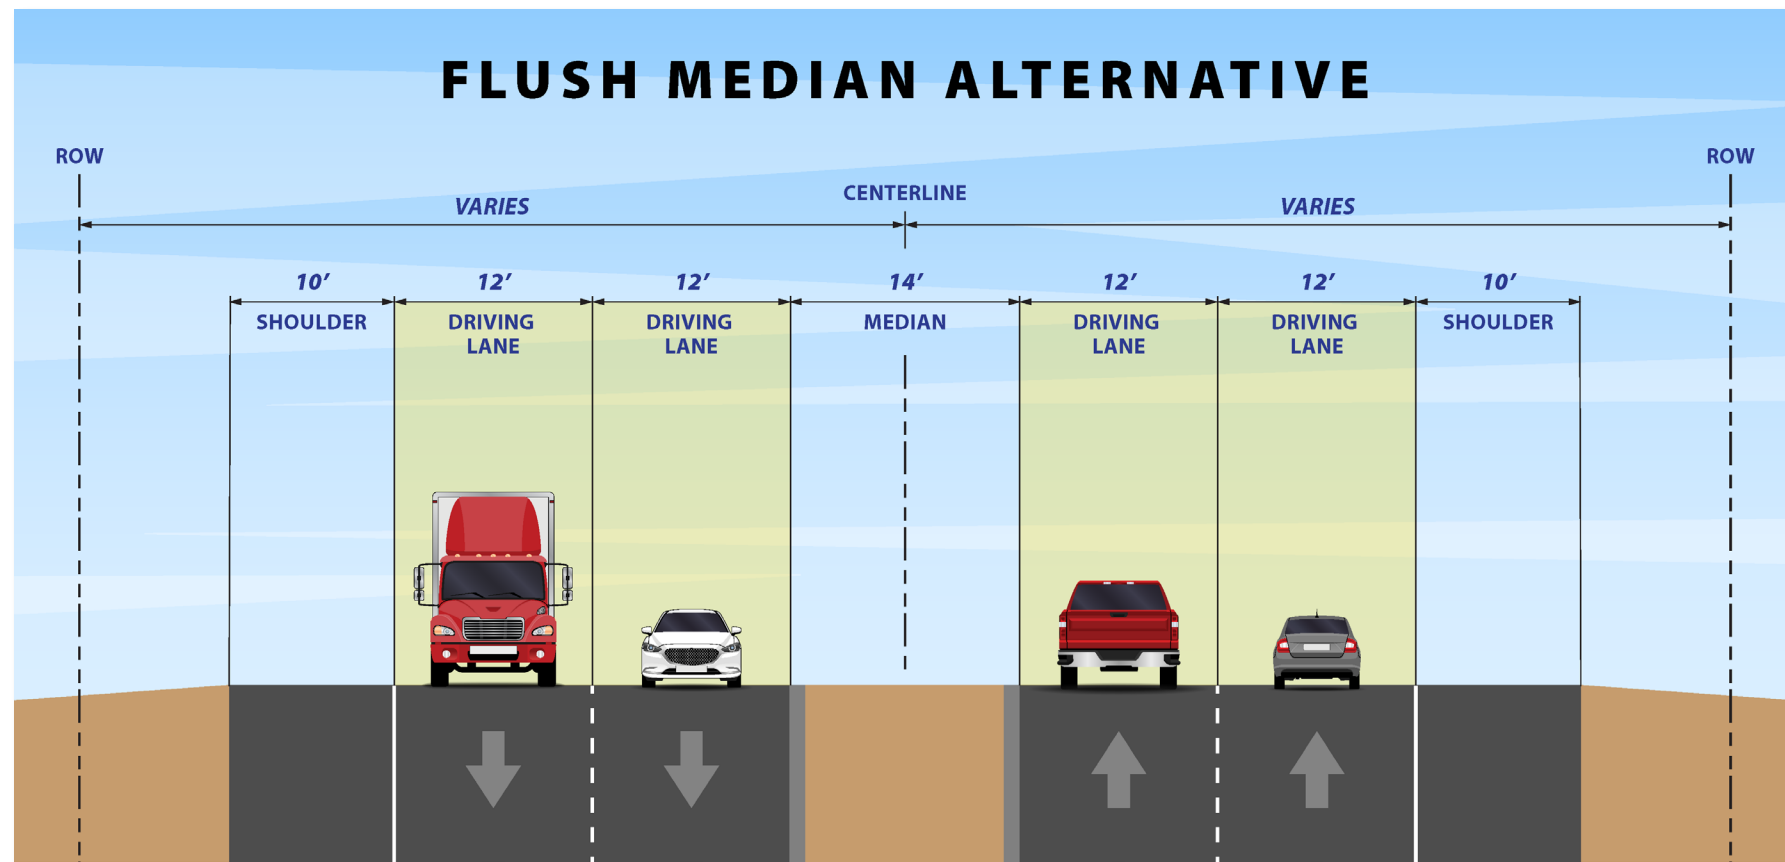 FLUSH MEDIAN ALTERNATIVE
ROW
ROW
CENTERLINE
VARIES
VARIES
10’
12’
12’
14’
12’
12’
10’
SHOULDER
DRIVING
LANE
DRIVING
LANE
MEDIAN
DRIVING
LANE
DRIVING
LANE
SHOULDER